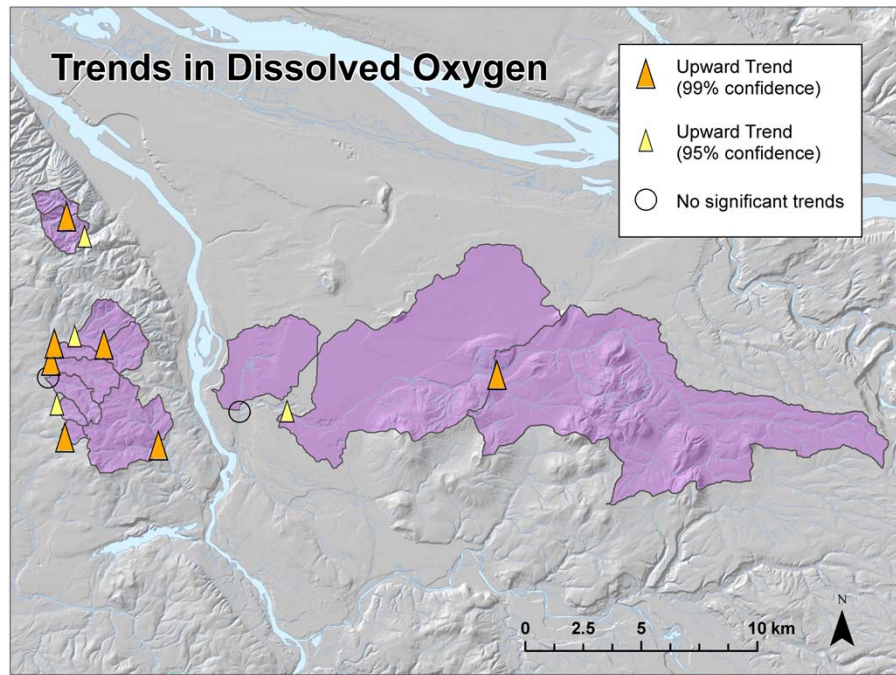 Trends in Dissolved Oxygen
Upward Trend
(99% confidence)
Upward Trend
(95% confidence)
No significant trends
N
0 2.5 5 10 km